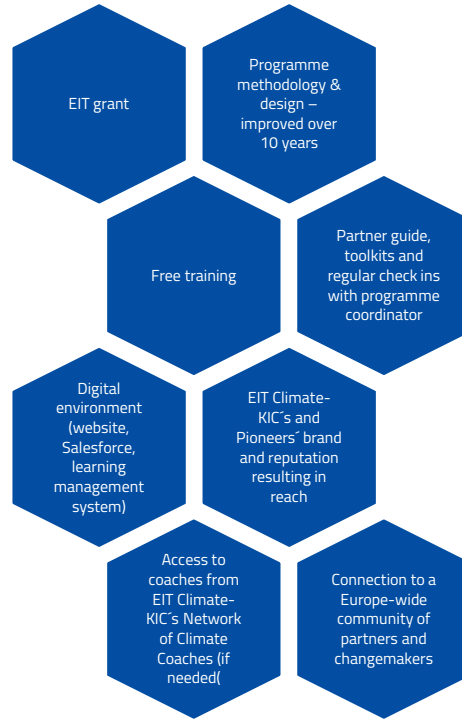 EIT grant
Programme
methodology &
design –
improved over
10 years
Free training
Partner guide,
toolkits and
regular check ins
with programme
coordinator
Digital
environment
(website,
Salesforce,
learning
management
system)
EIT Climate-
KIC´s and
Pioneers´ brand
and reputation
resulting in
reach
Access to
coaches from
EIT Climate-
KIC´s Network
of Climate
Coaches (if
needed(
Connection to a
Europe-wide
community of
partners and
changemakers